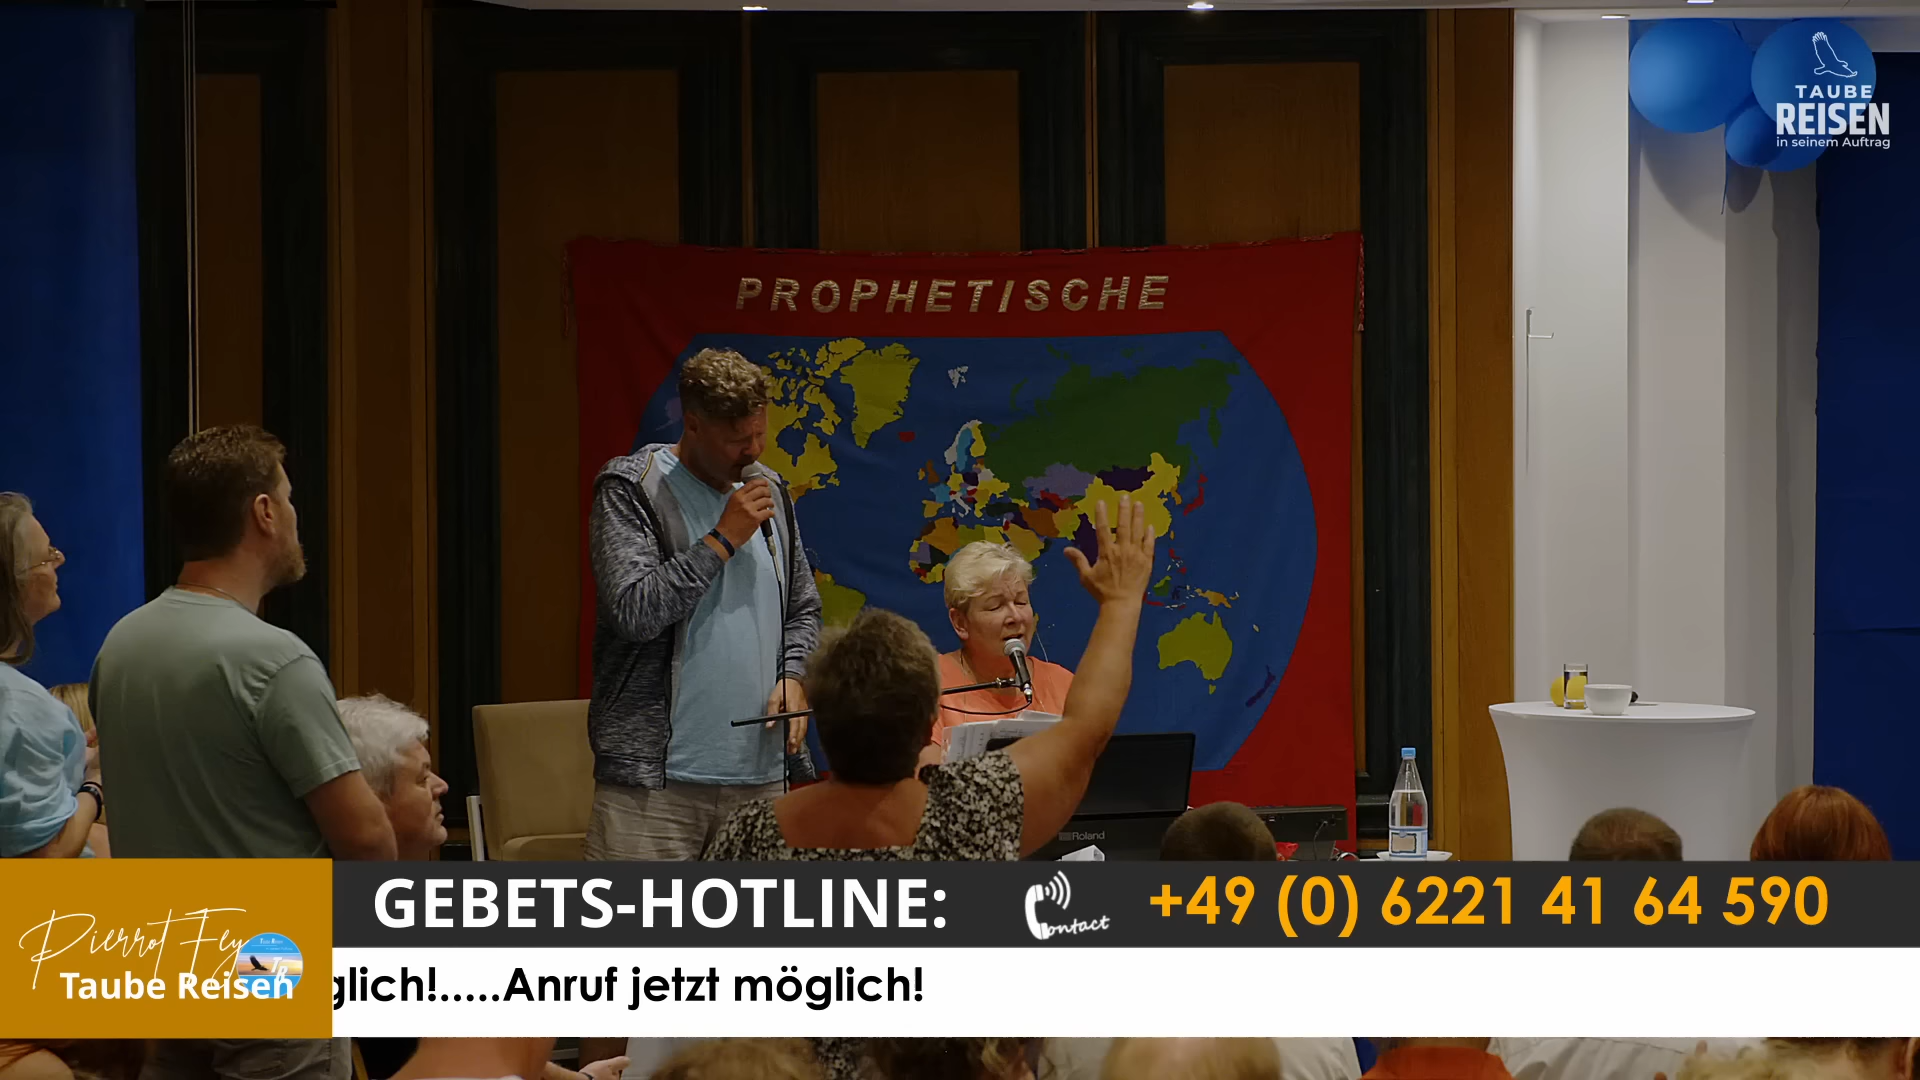 TAUBE
REISEN
in seinem Auftrag
PROPHETISCHE
Roland
GEBETS-HOTLINE:
Contact
+49 (0) 6221 41 64 590
Pierrot Fey
TR
Taube Reisen
glich!.....Anruf jetzt möglich!